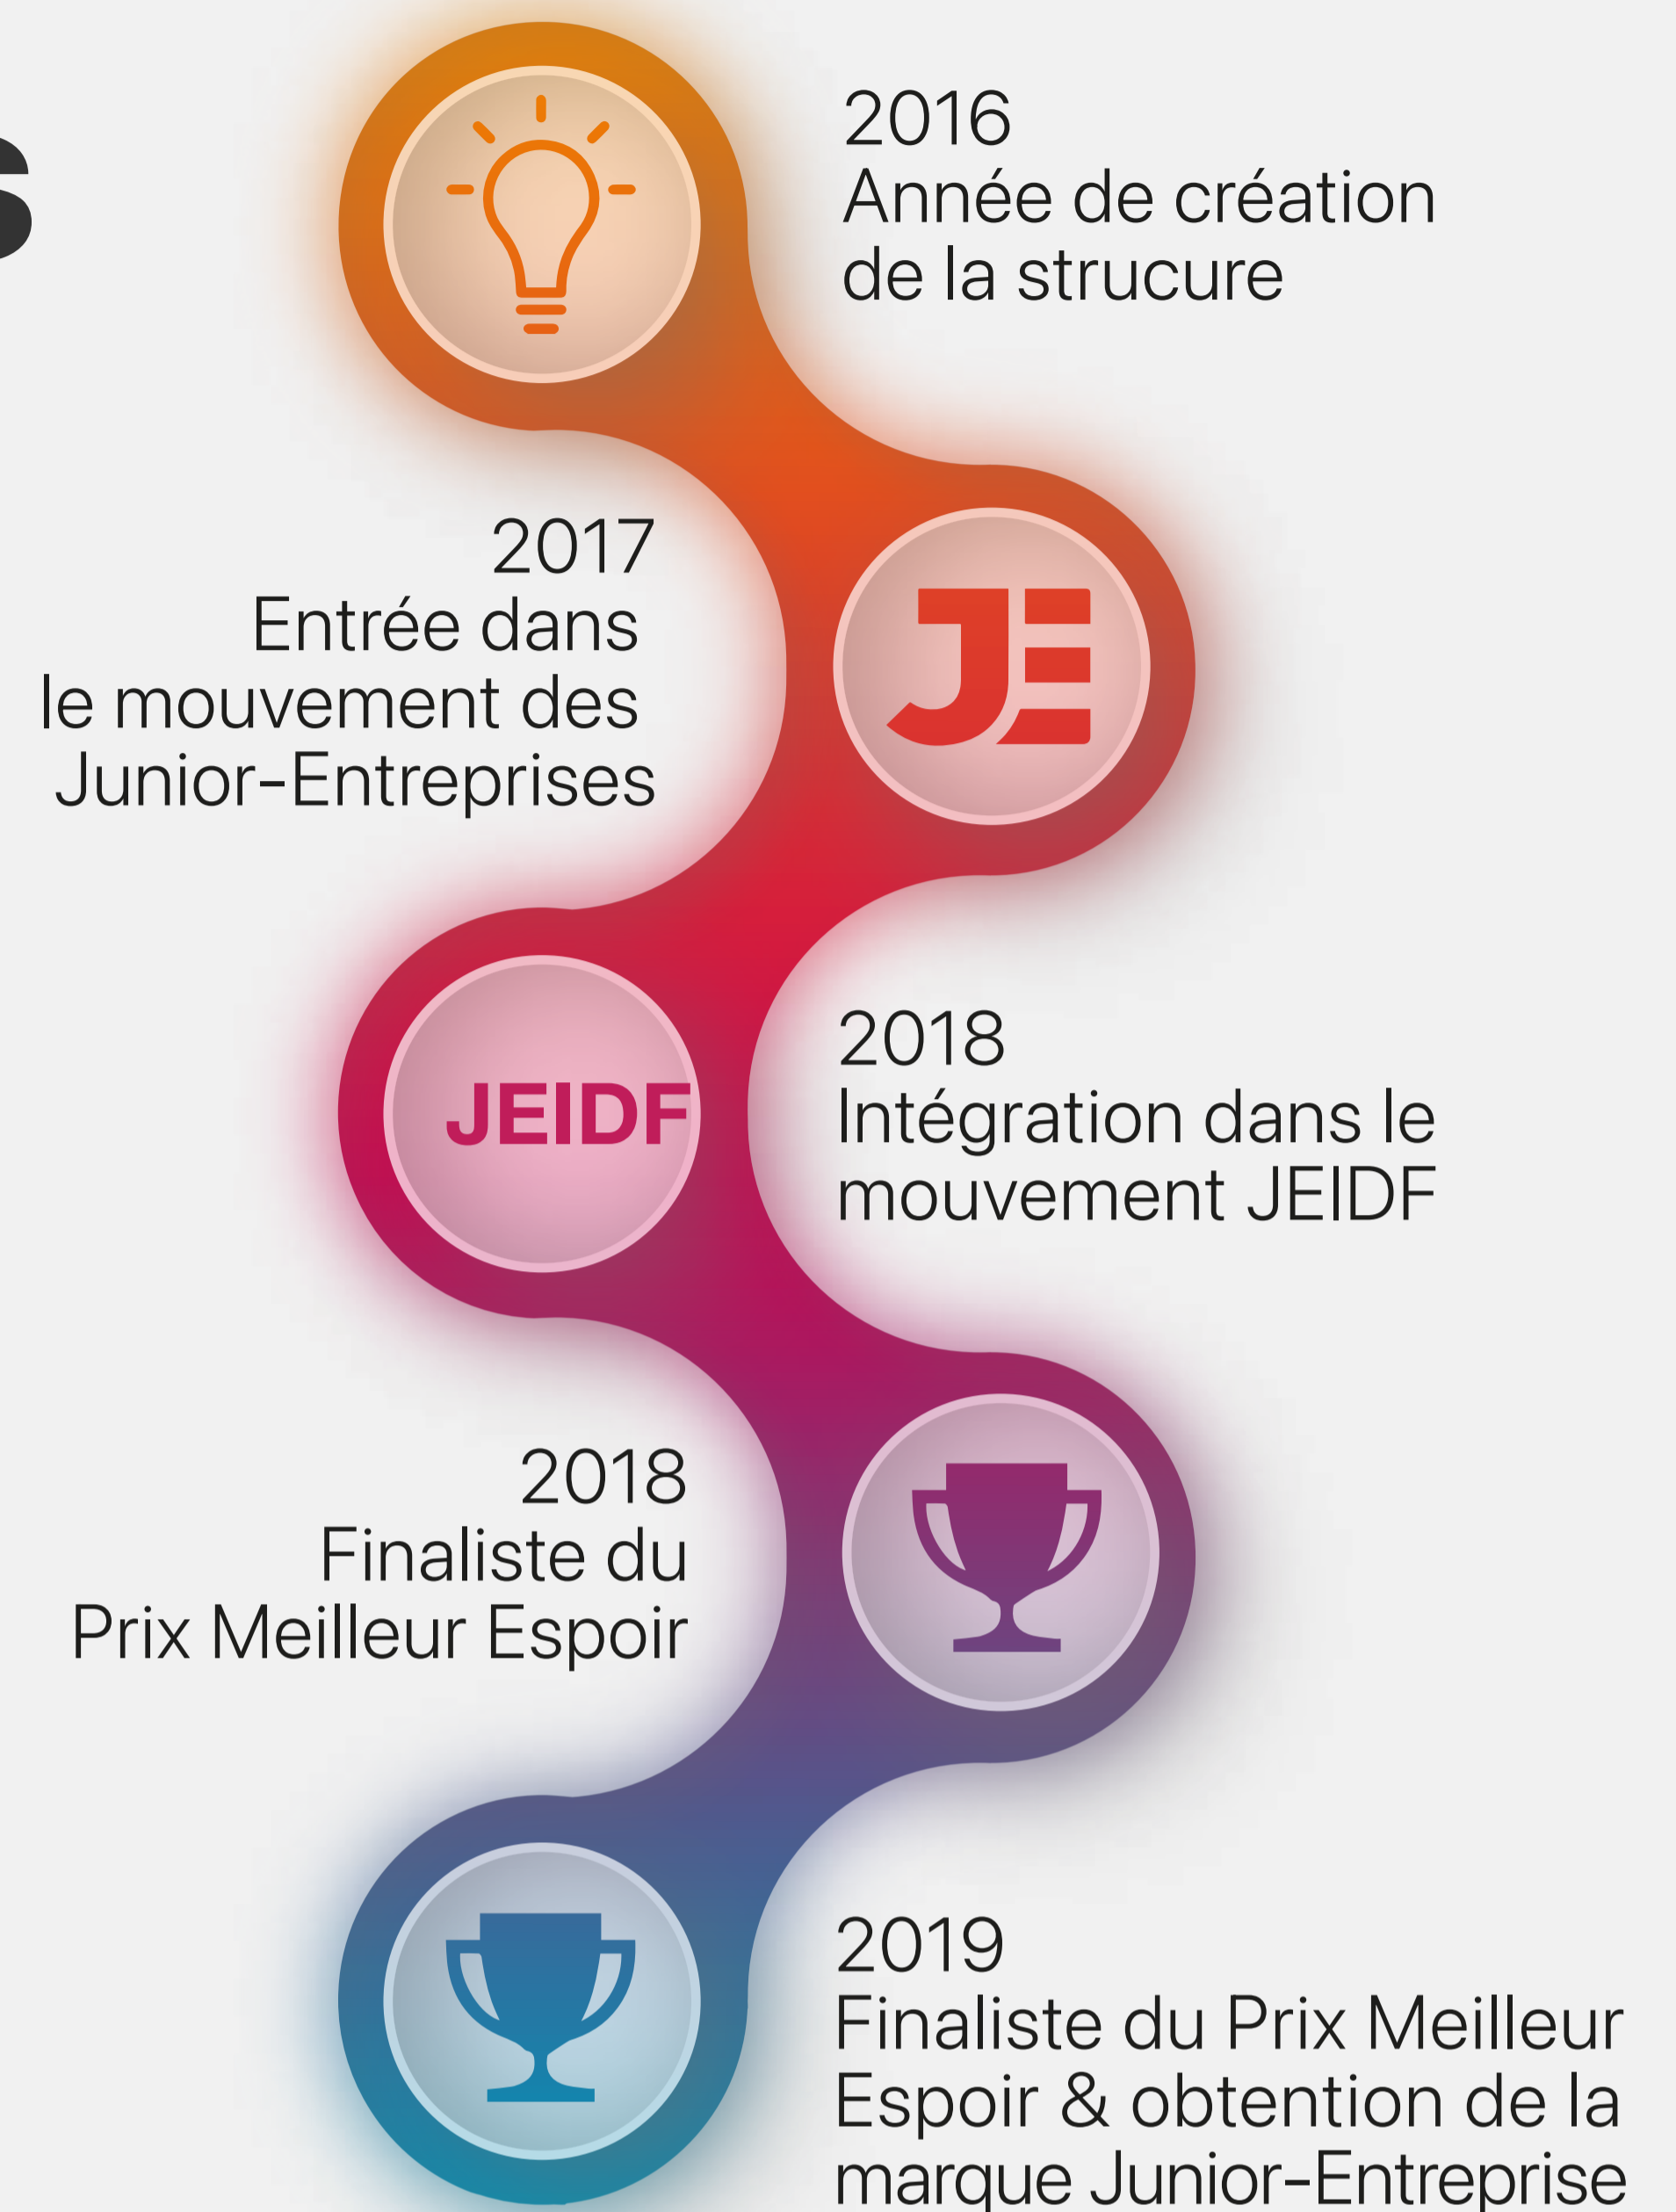 2016
Année de création
de la strucure
2017
Entrée dans
le mouvement des
Junior-Entreprises
JE
JEIDF
2018
Intégration dans le
mouvement JEIDF
2018
Finaliste du
Prix Meilleur Espoir
2019
Finaliste du Prix Meilleur
Espoir & obtention de la
marque Junior-Entreprise